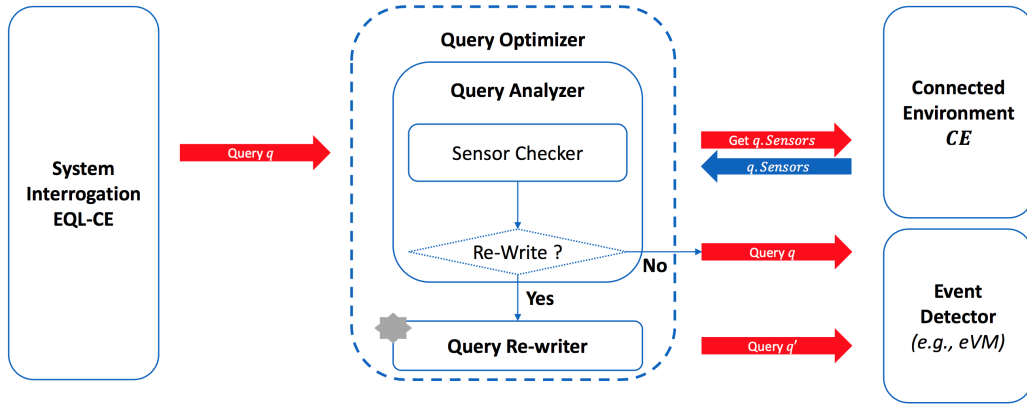 System
Interrogation
EQL-CE
Query q
Query Optimizer
Query Analyzer
Sensor Checker
Re-Write ?
No
Yes
Query Re-writer
Get q.Sensors
q.Sensors
Query q
Query q′
Connected
Environment
CE
Event
Detector
(e.g., eVM)